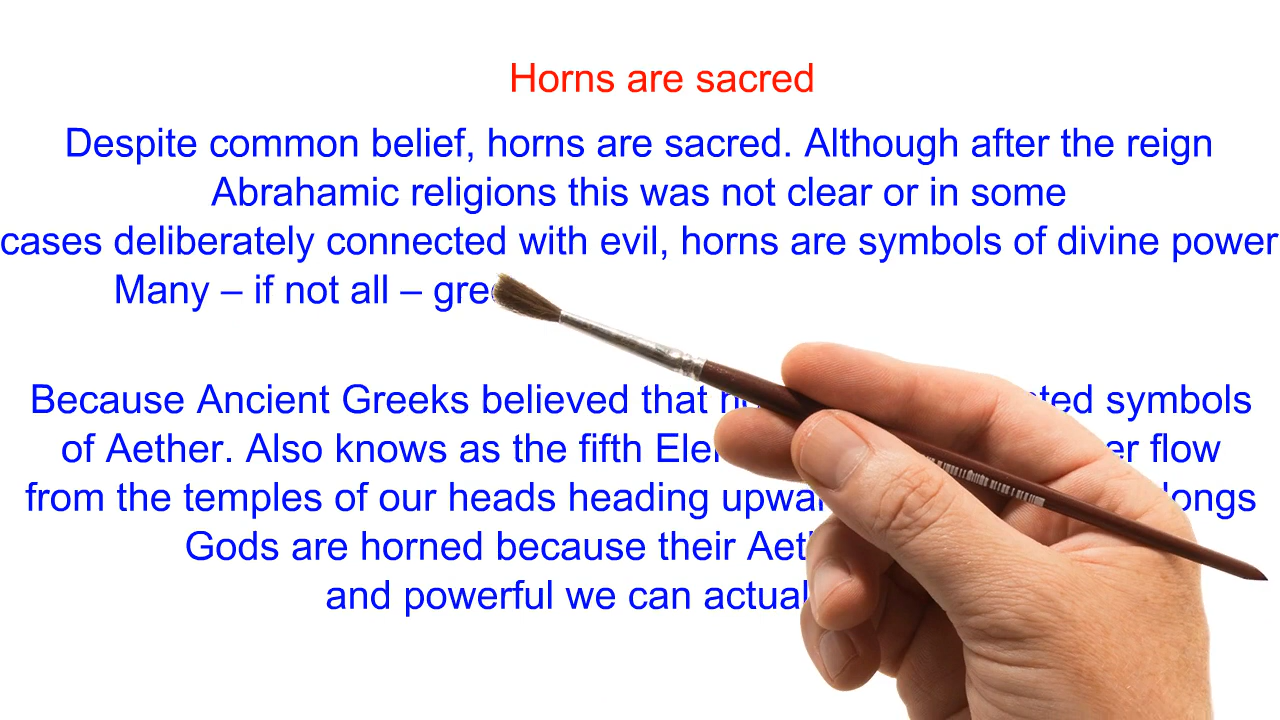 Horns are sacred
Despite common belief, horns are sacred. Although after the reign
Abrahamic religions this was not clear or in some
cases deliberately connected with evil, horns are symbols of divine power
Many – if not all –
Because Ancient Greeks believed that symbols
of Aether. Also knows as the fifth flow
from the temples of our heads heading
Gods are horned because their
and powerful we can